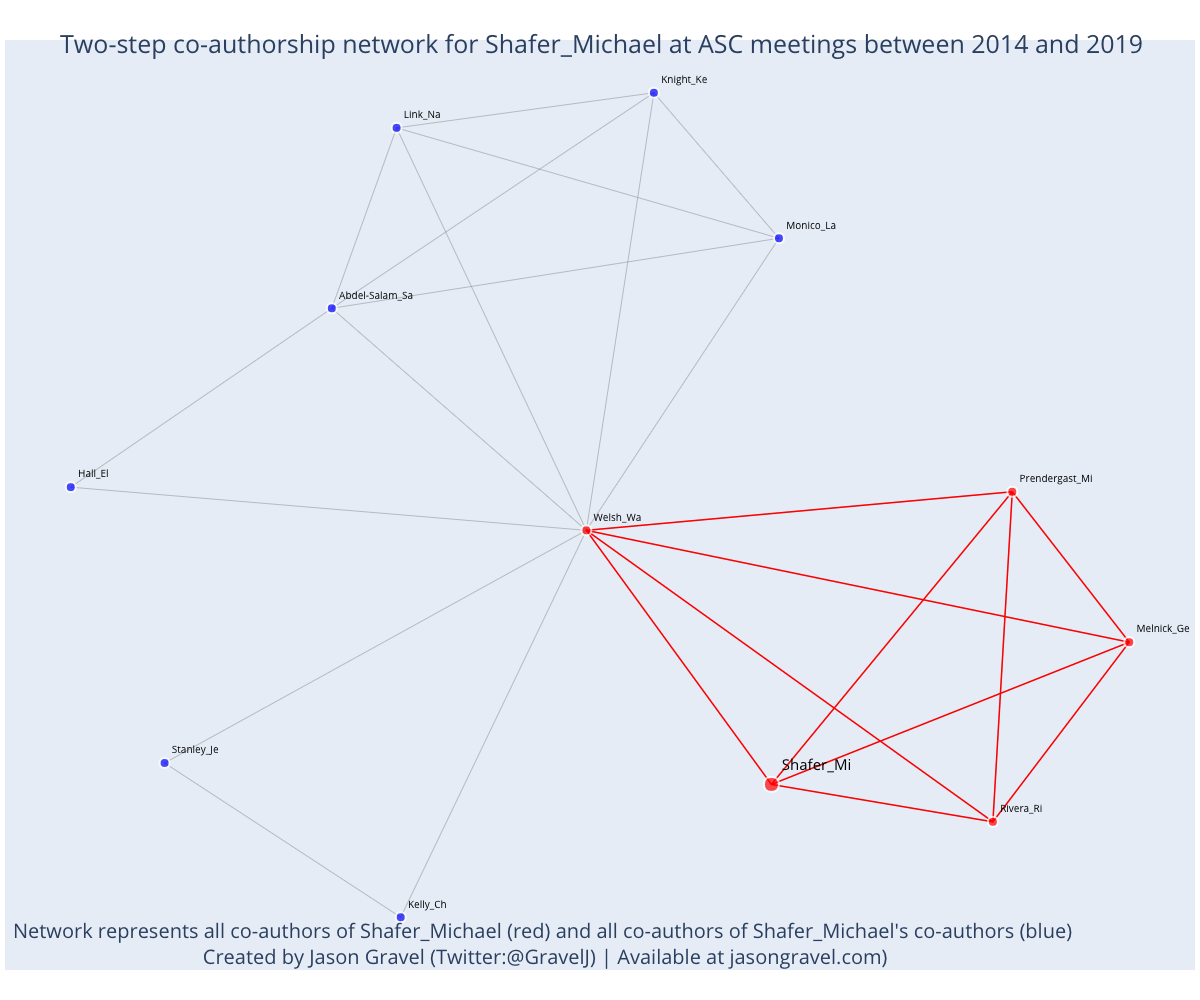 Two-step co-authorship network for Shafer_Michael at ASC meetings between 2014 and 2019
Knight_Ke
Link_Na
Monico_La
Abdel-Salam_Sa
Hall_El
Prendergast_Mi
Welsh_Wa
Melnick_Ge
Stanley_Je
Shafer_Mi
Rivera_Ri
Kelly_Ch
Network represents all co-authors of Shafer_Michael (red) and all co-authors of Shafer_Michael's co-authors (blue)
Created by Jason Gravel (Twitter:@GravelJ) | Available at jasongravel.com)